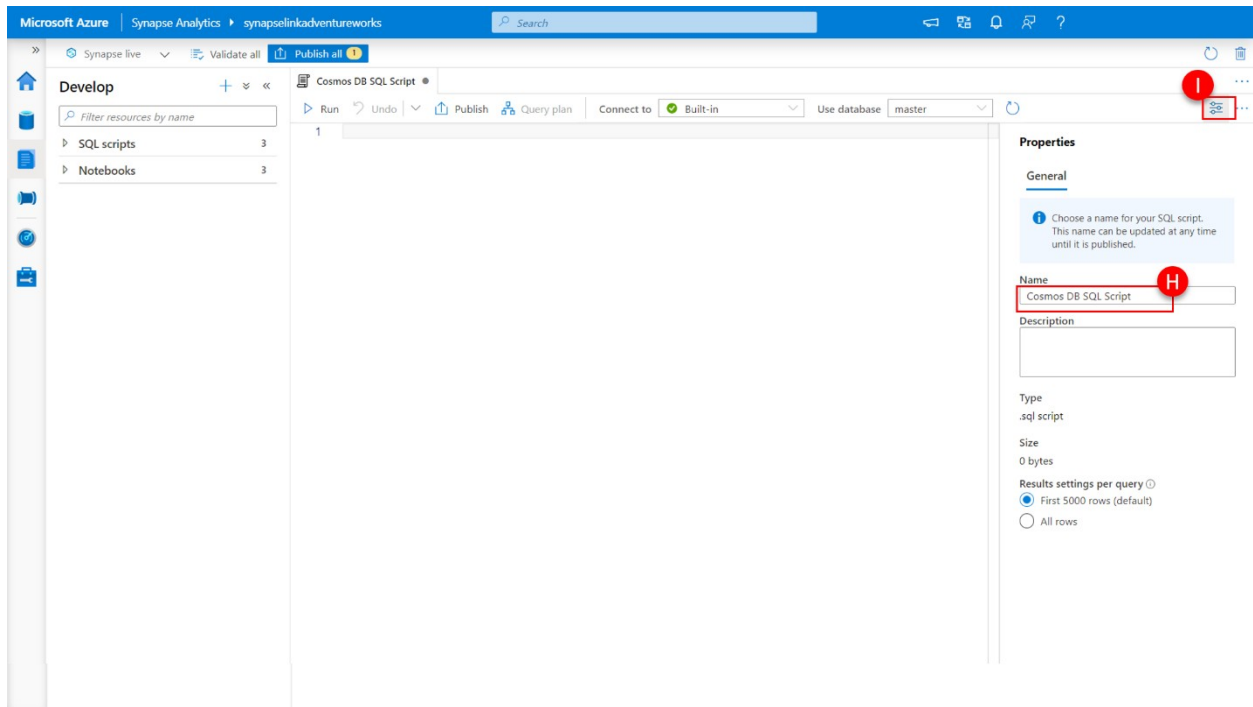 Microsoft Azure Synapse Analytics synapselinkadventureworks Search ?
Synapse live Validate all Publish all 1
Develop
Filter resources by name
SQL scripts 3
Notebooks 3
Cosmos DB SQL Script
Run Undo Publish Query plan Connect to Built-in Use database master
1
I
Properties
General
Choose a name for your SQL script.
This name can be updated at any time
until it is published.
Name
H
Cosmos DB SQL Script
Description
Type
.sql script
Size
0 bytes
Results settings per query
First 5000 rows (default)
All rows